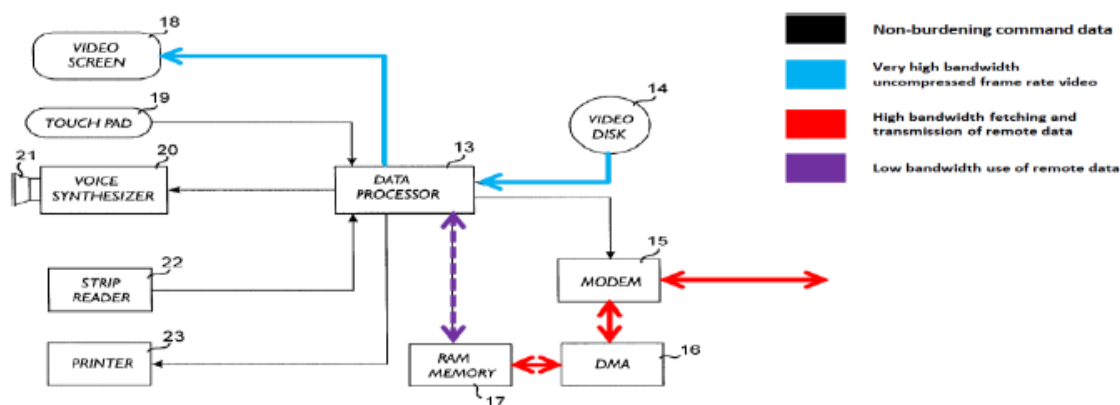 18
VIDEO
SCREEN
19
TOUCH PAD
21
20
VOICE
SYNTHESIZER
22
STRIP
READER
23
PRINTER
13
DATA
PROCESSOR
14
VIDEO
DISK
15
MODEM
16
DMA
RAM
MEMORY
17
Non-burdening command data
Very high bandwidth
uncompressed frame rate video
High bandwidth fetching and
transmission of remote data
Low bandwidth use of remote data